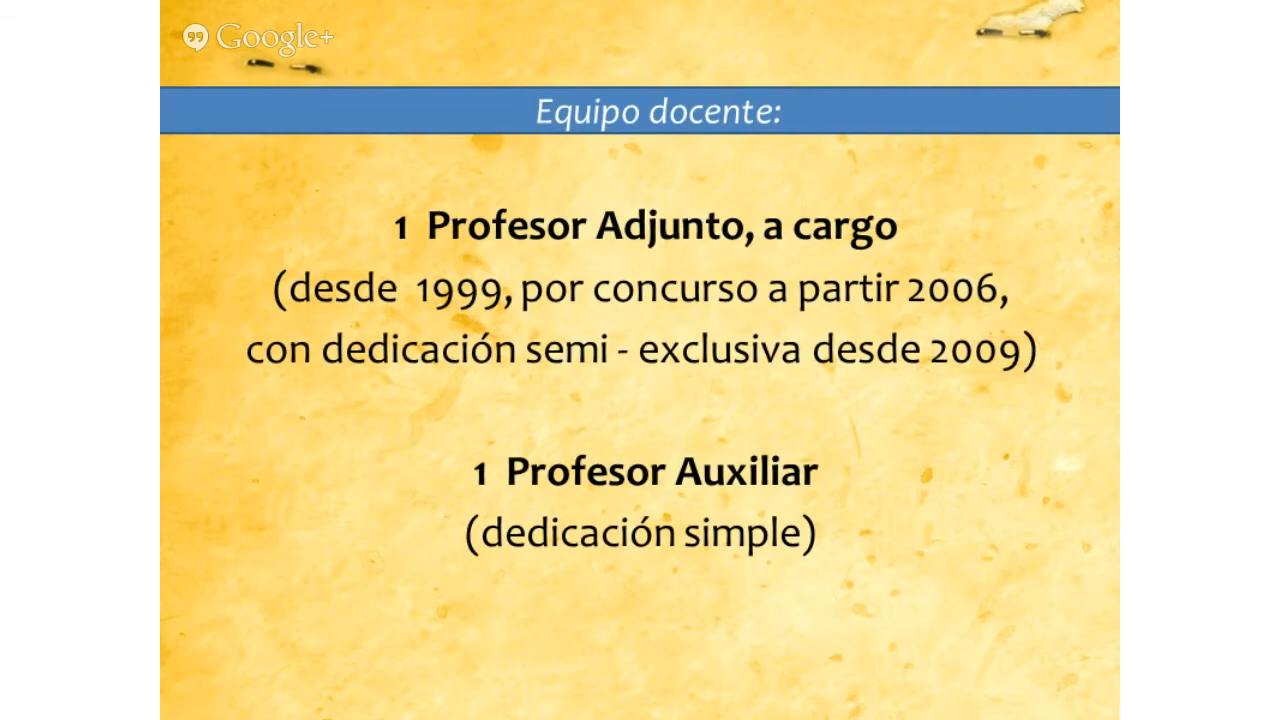 Google+
Equipo docente:
1 Profesor Adjunto, a cargo
(desde 1999, por concurso a partir 2006,
con dedicación semi - exclusiva desde 2009)
1 Profesor Auxiliar
(dedicación simple)